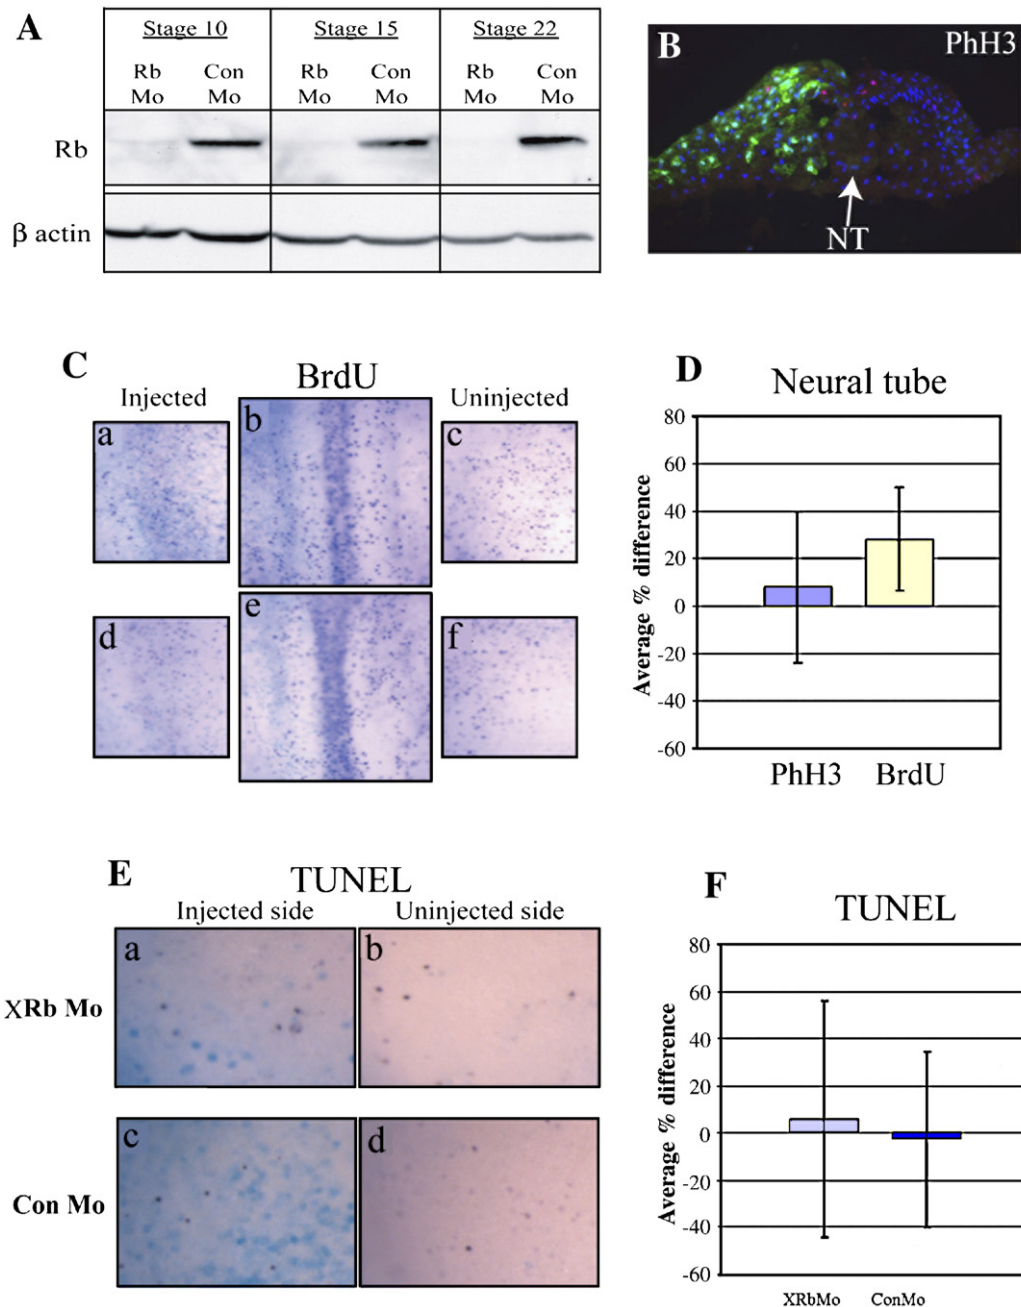 A
Stage 10 Stage 15 Stage 22
Rb Con Rb Con Rb Con
Mo Mo Mo Mo Mo Mo
Rb
β actin
B
PhH3
NT
C
BrdU
Injected
Uninjected
a
b
c
d
e
f
D
Neural tube
Average % difference
80
60
40
20
0
-20
-40
-60
PhH3 BrdU
E
TUNEL
Injected side Uninjected side
XRb Mo
a
b
Con Mo
c
d
F
TUNEL
Average % difference
80
60
40
20
0
-20
-40
-60
XRbMo ConMo